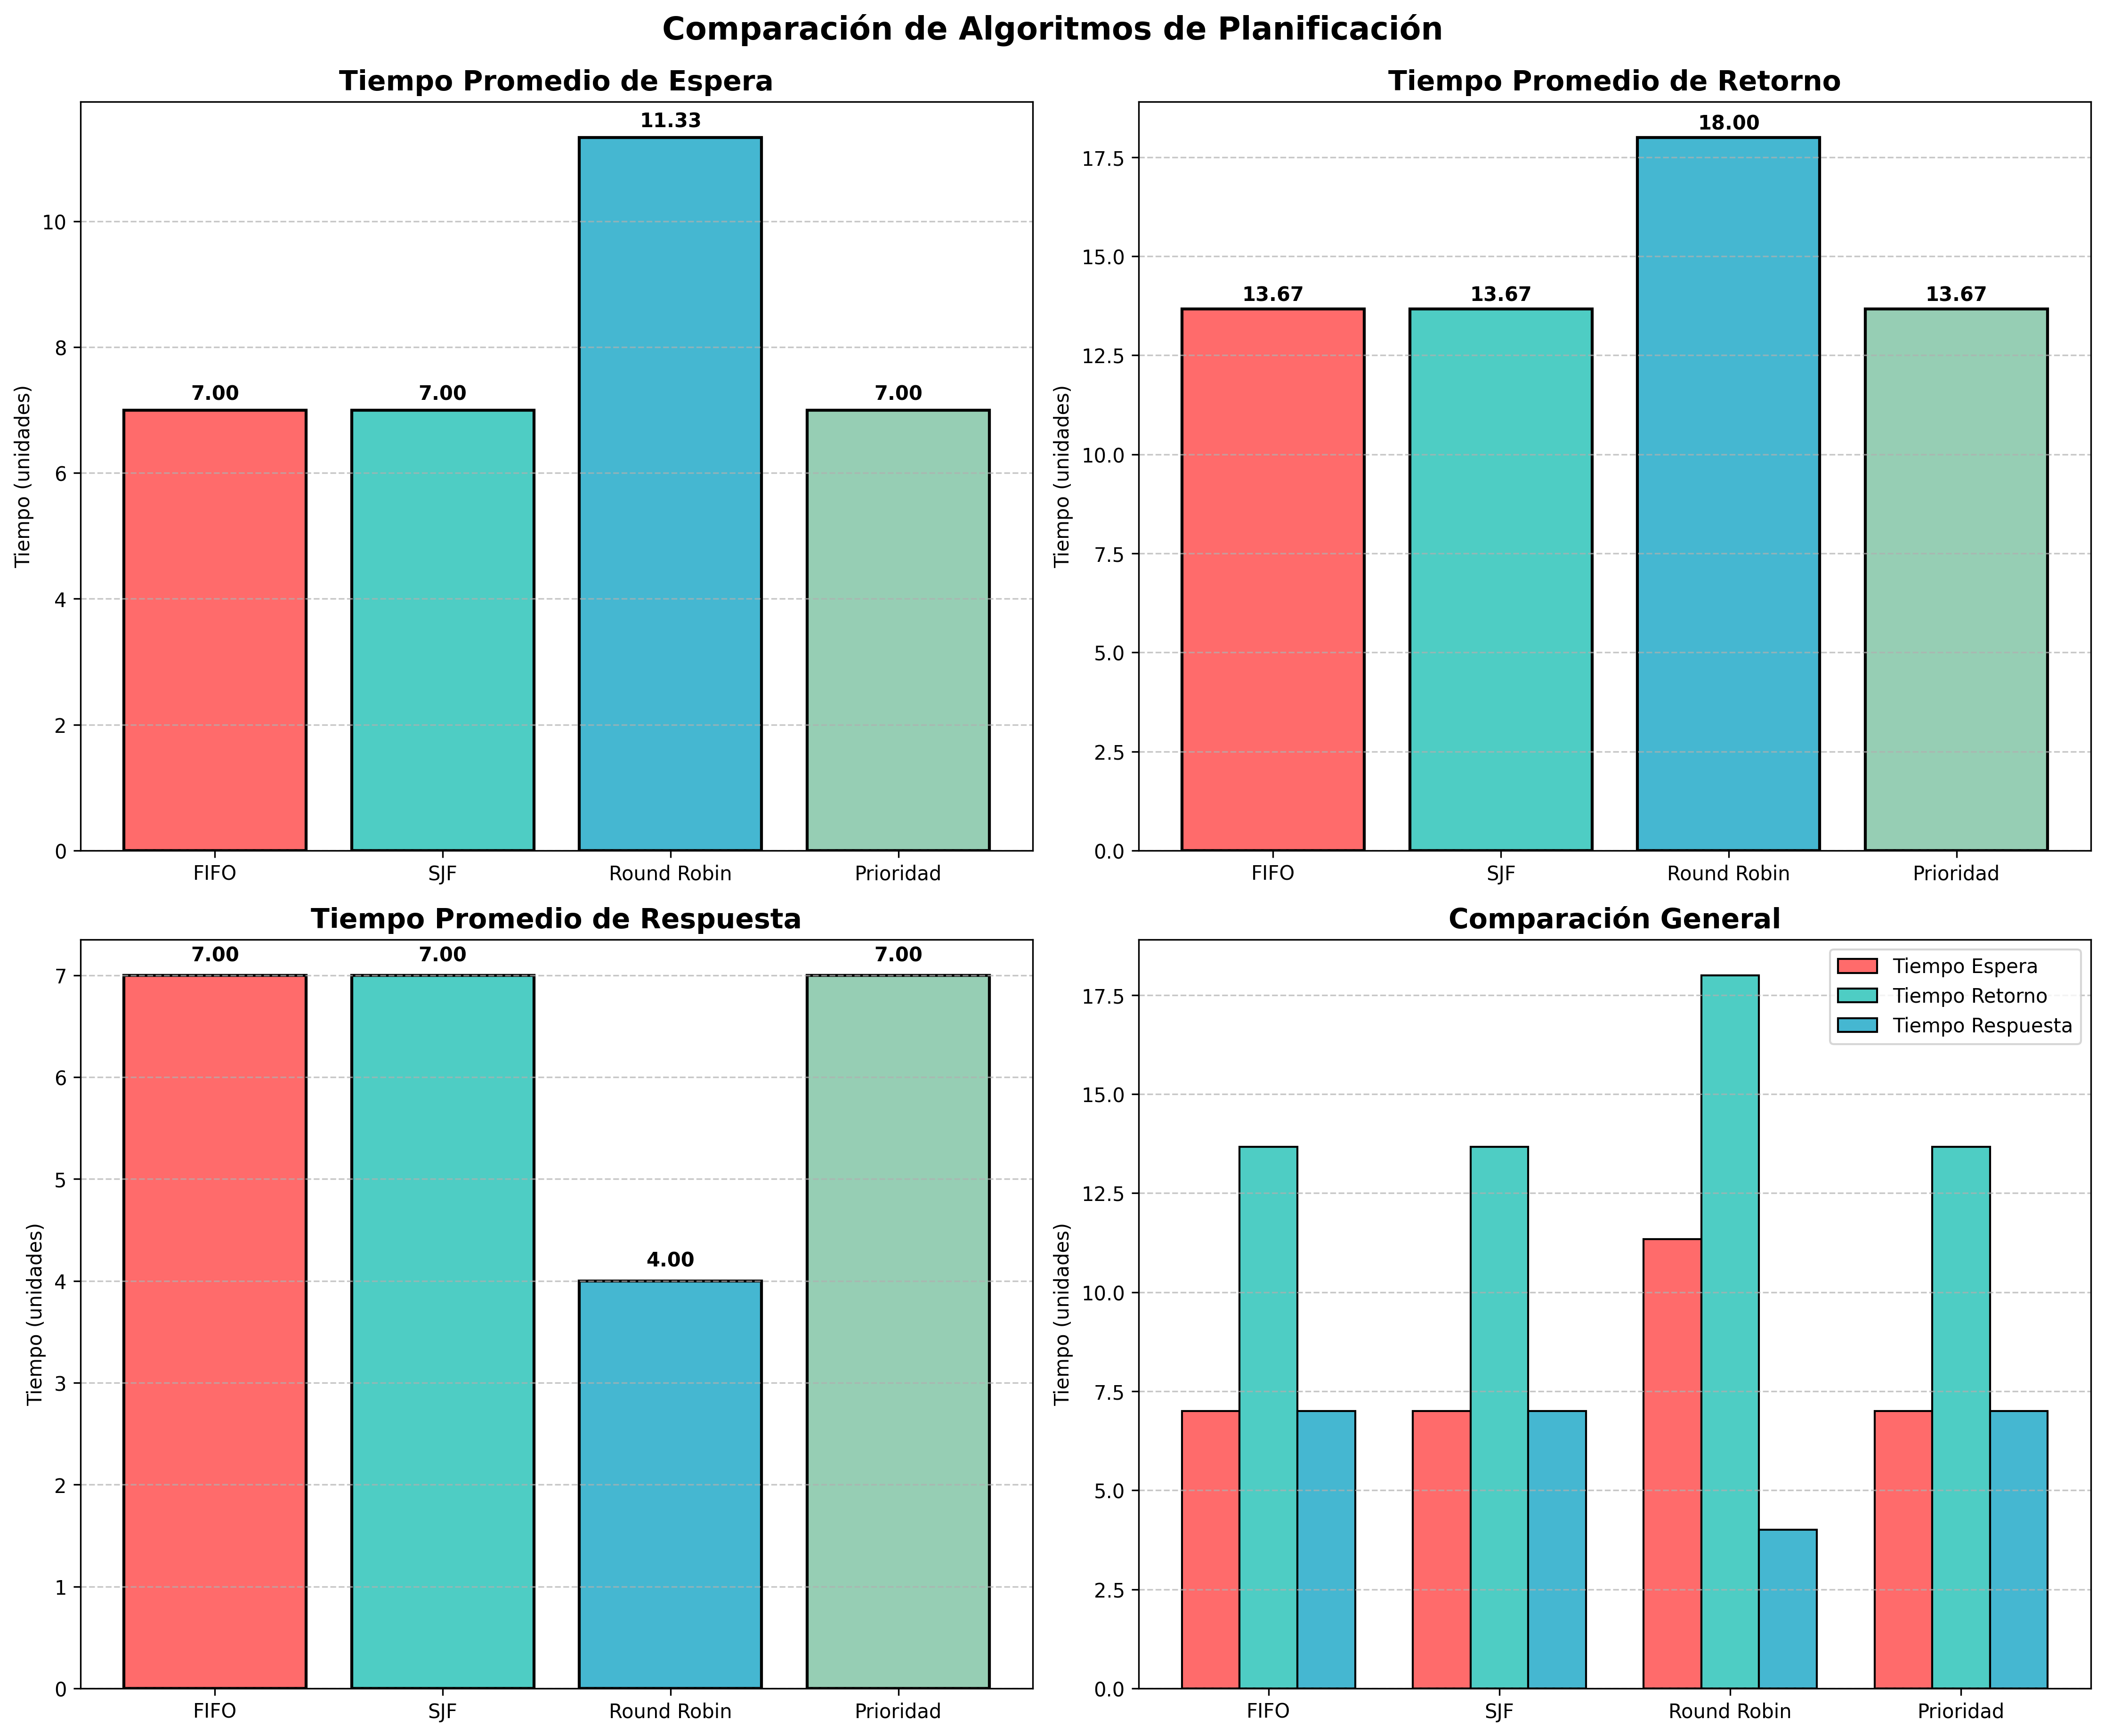 Comparación de Algoritmos de Planificación
Tiempo Promedio de Espera
11.33
7.00
7.00
7.00
10
8
6
4
2
0
Tiempo (unidades)
FIFO
SJF
Round Robin
Prioridad
Tiempo Promedio de Retorno
18.00
13.67
13.67
13.67
17.5
15.0
12.5
10.0
7.5
5.0
2.5
0.0
Tiempo (unidades)
FIFO
SJF
Round Robin
Prioridad
Tiempo Promedio de Respuesta
7.00
7.00
7.00
4.00
7
6
5
4
3
2
1
0
Tiempo (unidades)
FIFO
SJF
Round Robin
Prioridad
Comparación General
Tiempo Espera
Tiempo Retorno
Tiempo Respuesta
17.5
15.0
12.5
10.0
7.5
5.0
2.5
0.0
Tiempo (unidades)
FIFO
SJF
Round Robin
Prioridad